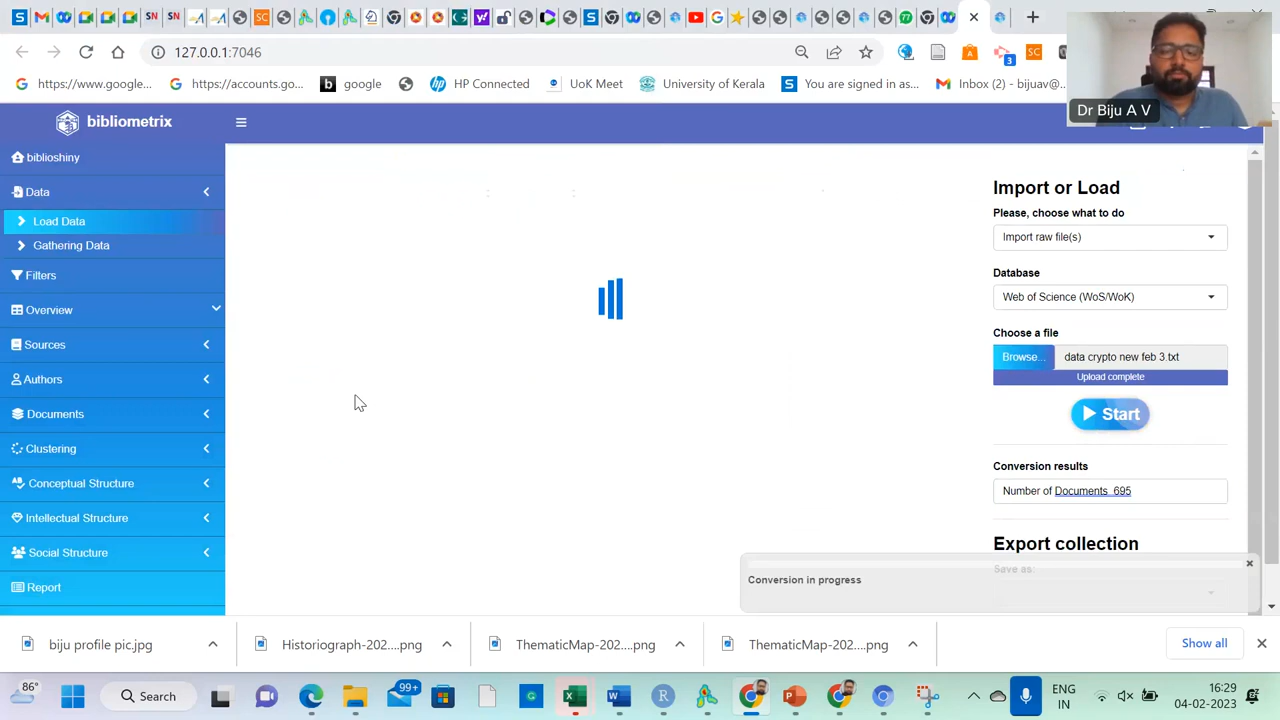 127.0.0.1:7046
3
SC
https://www.google...
https://accounts.go...
google
HP Connected
UoK Meet
University of Kerala
You are signed in as...
Inbox (2) - bijuav@...
Dr Biju A V
bibliometrix
biblioshiny
Data
Load Data
Gathering Data
Filters
Overview
Sources
Authors
Documents
Clustering
Conceptual Structure
Intellectual Structure
Social Structure
Report
Import or Load
Please, choose what to do
Import raw file(s)
Database
Web of Science (WoS/WoK)
Choose a file
Browse... data crypto new feb 3.txt
Upload complete
Start
Conversion results
Number of Documents 695
Export collection
Save as:
Conversion in progress
biju profile pic.jpg
Historiograph-202....png
ThematicMap-202....png
ThematicMap-202....png
Show all
86°
Search
99+
ENG
IN
16:29
04-02-2023